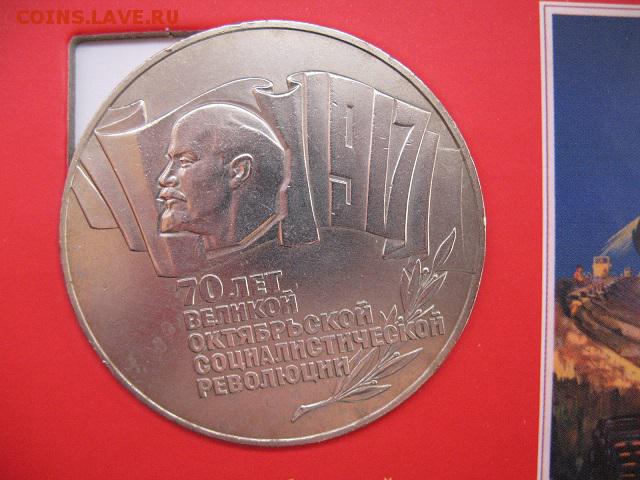 COINS.LAVE.RU
1917
70 ЛЕТ
ВЕЛИКОЙ
ОКТЯБРЬСКОЙ
СОЦИАЛИСТИЧЕСКОЙ
РЕВОЛЮЦИИ